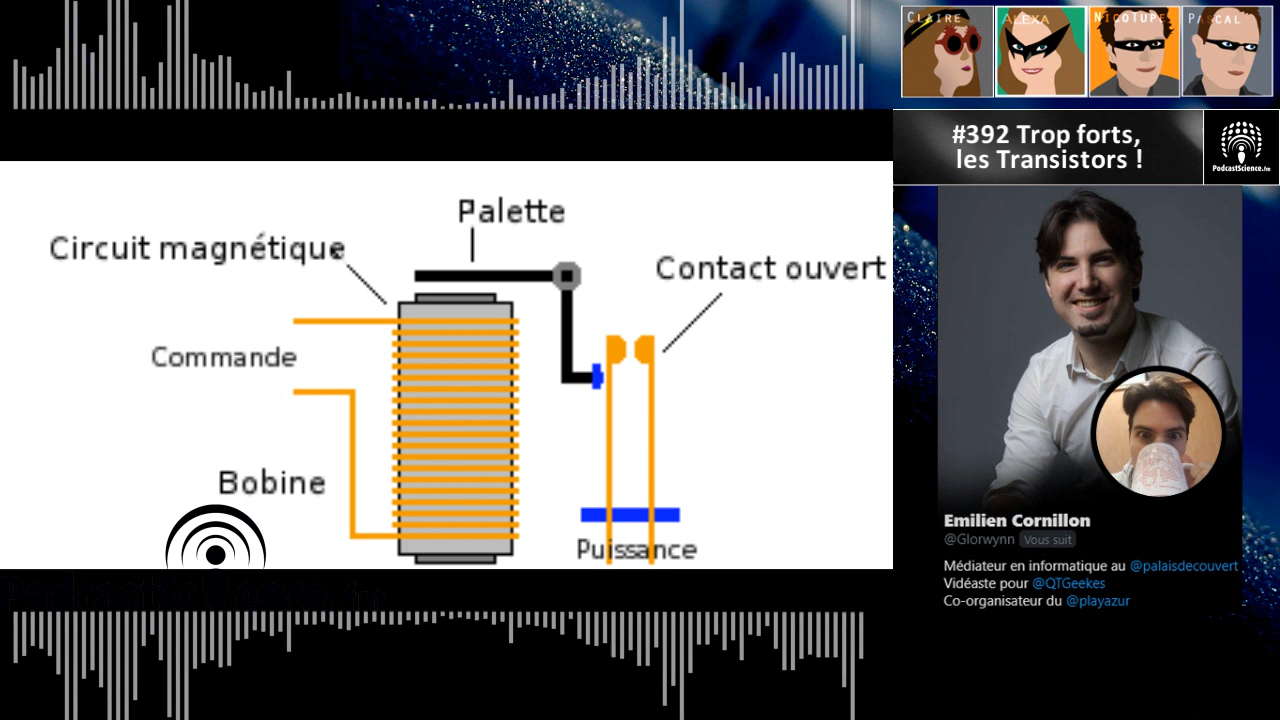 CLAIRE
ALEXA
NICOTUPE
PASCAL
#392 Trop forts,
les Transistors !
PodcastScience.fm
Palette
Circuit magnétique
Contact ouvert
Commande
Bobine
Puissance
Emilien Cornillon
@Glorwynn Vous suit
Médiateur en informatique au @palaisdecouvert
Vidéaste pour @QTGeekes
Co-organisateur du @playazur